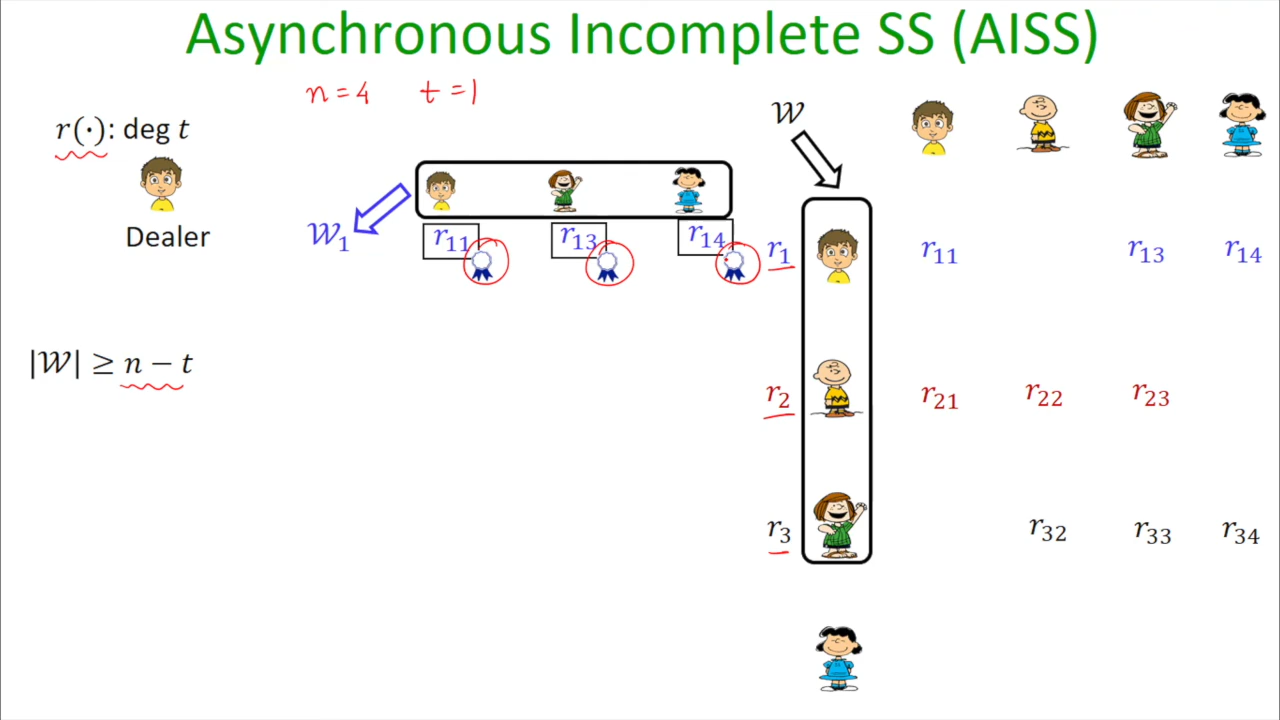 Asynchronous Incomplete SS (AISS)
n = 4 t = 1
r(·): deg t
Dealer
𝒲
𝒲₁
r₁₁ r₁₃ r₁₄
r₁ r₁₁ r₁₃ r₁₄
|𝒲| ≥ n − t
r₂ r₂₁ r₂₂ r₂₃
r₃ r₃₂ r₃₃ r₃₄